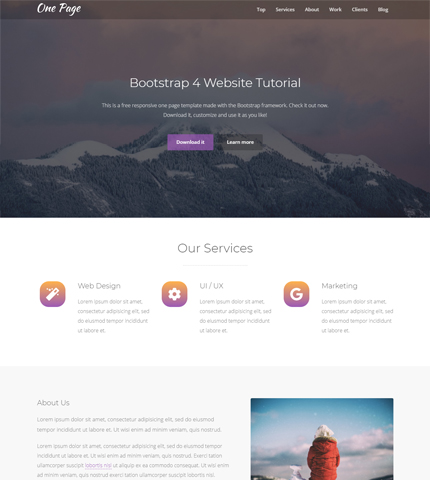 One Page
Top Services About Work Clients Blog
Bootstrap 4 Website Tutorial
This is a free responsive one page template made with the Bootstrap framework. Check it out now.
Download it, customize and use it as you like!
Download it Learn more
Our Services
Web Design
Lorem ipsum dolor sit amet,
consectetur adipisicing elit, sed
do eiusmod tempor incididunt
ut labore et.
UI / UX
Lorem ipsum dolor sit amet,
consectetur adipisicing elit, sed
do eiusmod tempor incididunt
ut labore et.
G
Marketing
Lorem ipsum dolor sit amet,
consectetur adipisicing elit, sed
do eiusmod tempor incididunt
ut labore et.
About Us
Lorem ipsum dolor sit amet, consectetur adipisicing elit, sed do eiusmod
tempor incididunt ut labore et. Ut wisi enim ad minim veniam, quis nostrud.
Lorem ipsum dolor sit amet, consectetur adipisicing elit, sed do eiusmod tempor
incididunt ut labore et. Ut wisi enim ad minim veniam, quis nostrud. Exerci tation
ulamcorper suscipit lobortis nisl ut aliquip ex ea commodo consequat. Ut wisi enim
ad minim veniam, quis nostrud. Exerci tation ulamcorper suscipit lobortis nisl.